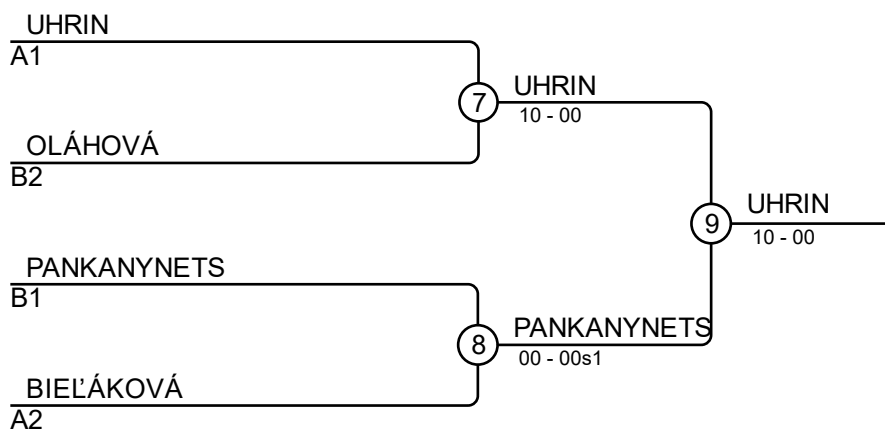 UHRIN
A1
7
UHRIN
10 - 00
OLÁHOVÁ
B2
9
UHRIN
10 - 00
PANKANYNETS
B1
8
PANKANYNETS
00 - 00s1
BIEĽÁKOVÁ
A2